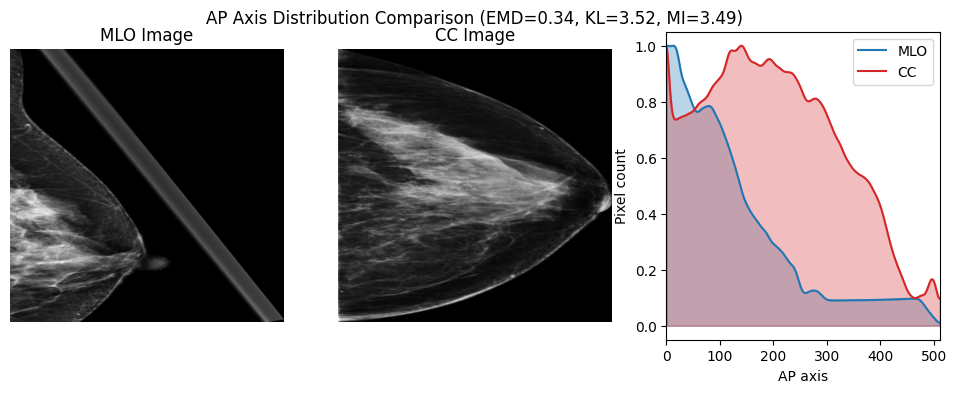 AP Axis Distribution Comparison (EMD=0.34, KL=3.52, MI=3.49)
MLO Image
CC Image
MLO
CC
Pixel count
1.0
0.8
0.6
0.4
0.2
0.0
0 100 200 300 400 500
AP axis